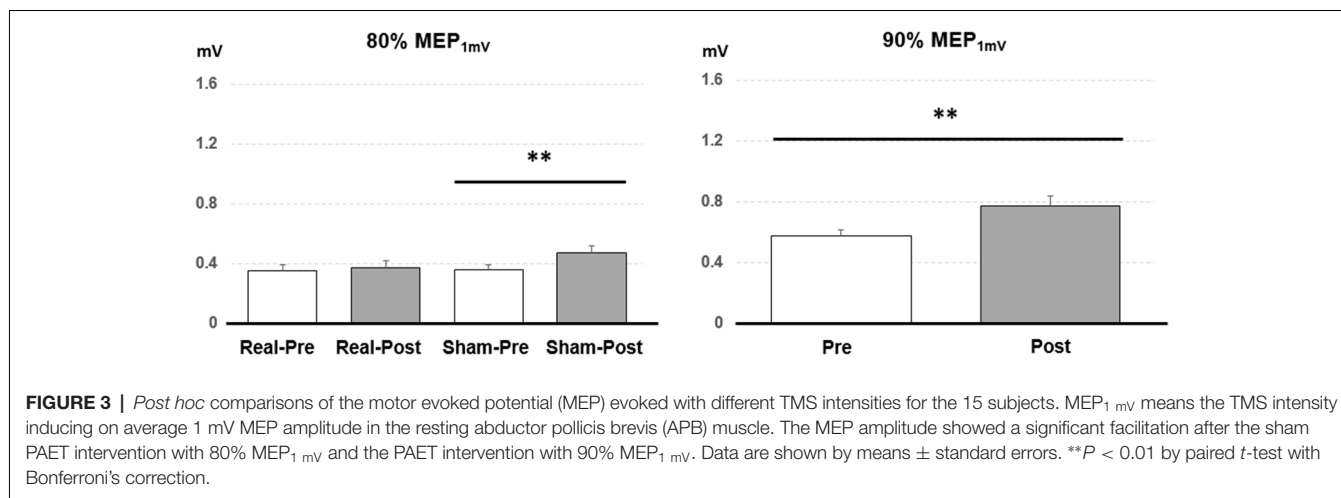 80% MEP1mV
mV
1.6
1.2
**
0.8
0.4
0
Real-Pre Real-Post Sham-Pre Sham-Post
90% MEP1mV
mV
1.6
**
1.2
0.8
0.4
0
Pre Post
FIGURE 3 | Post hoc comparisons of the motor evoked potential (MEP) evoked with different TMS intensities for the 15 subjects. MEP1 mV means the TMS intensity
inducing on average 1 mV MEP amplitude in the resting abductor pollicis brevis (APB) muscle. The MEP amplitude showed a significant facilitation after the sham
PAET intervention with 80% MEP1 mV and the PAET intervention with 90% MEP1 mV. Data are shown by means ± standard errors. **P < 0.01 by paired t-test with
Bonferroni's correction.